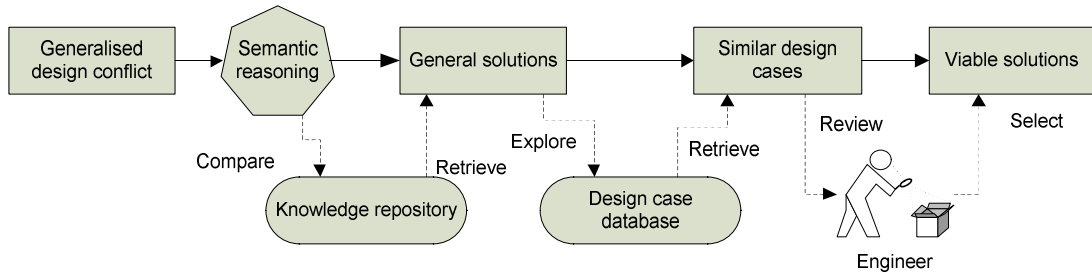 Generalised
design conflict
Semantic
reasoning
General solutions
Similar design
cases
Viable solutions
Compare
Retrieve
Explore
Retrieve
Review
Select
Knowledge repository
Design case
database
Engineer